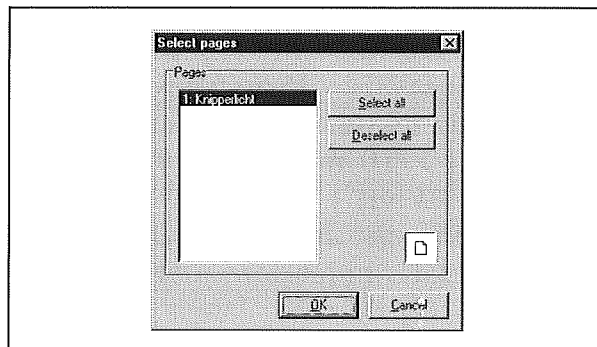 Select pages
Pages
1: Knipperlicht
Select all
Deselect all
OK
Cancel